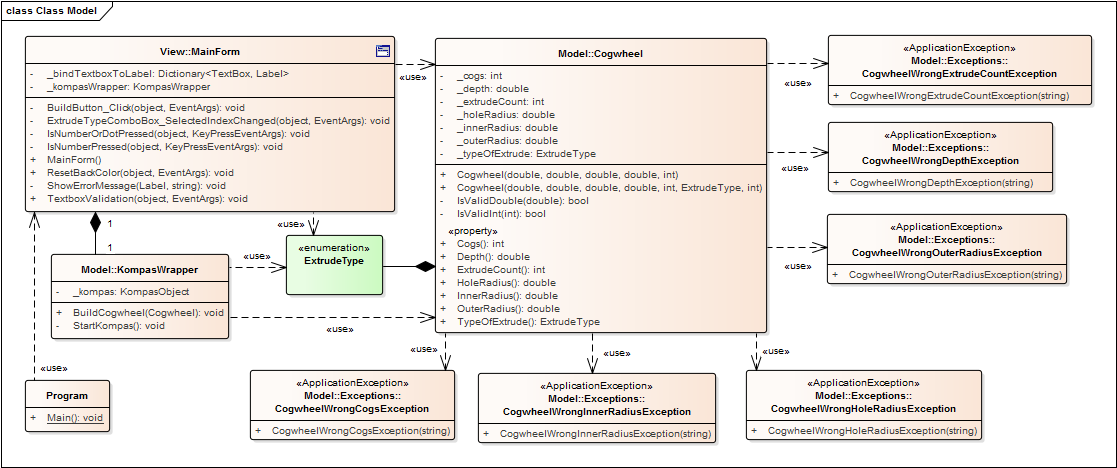 class Class Model
View::MainForm
- _bindTextboxToLabel: Dictionary<TextBox, Label>
- _kompasWrapper: KompasWrapper
- BuildButton_Click(object, EventArgs): void
- ExtrudeTypeComboBox_SelectedIndexChanged(object, EventArgs): void
- IsNumberOrDotPressed(object, KeyPressEventArgs): void
- IsNumberPressed(object, KeyPressEventArgs): void
+ MainForm()
+ ResetBackColor(object, EventArgs): void
- ShowErrorMessage(Label, string): void
+ TextboxValidation(object, EventArgs): void
«use»
Model::Cogwheel
- _cogs: int
- _depth: double
- _extrudeCount: int
- _holeRadius: double
- _innerRadius: double
- _outerRadius: double
- _typeOfExtrude: ExtrudeType
+ Cogwheel(double, double, double, double, int)
+ Cogwheel(double, double, double, double, int, ExtrudeType, int)
- IsValidDouble(double): bool
- IsValidInt(int): bool
«property»
+ Cogs(): int
+ Depth(): double
+ ExtrudeCount(): int
+ HoleRadius(): double
+ InnerRadius(): double
+ OuterRadius(): double
+ TypeOfExtrude(): ExtrudeType
«use»
«ApplicationException»
Model::Exceptions::
CogwheelWrongExtrudeCountException
+ CogwheelWrongExtrudeCountException(string)
«use»
«ApplicationException»
Model::Exceptions::
CogwheelWrongDepthException
+ CogwheelWrongDepthException(string)
«use»
«ApplicationException»
Model::Exceptions::
CogwheelWrongOuterRadiusException
+ CogwheelWrongOuterRadiusException(string)
1
1
«use»
«use»
«enumeration»
ExtrudeType
Model::KompasWrapper
- _kompas: KompasObject
+ BuildCogwheel(Cogwheel): void
- StartKompas(): void
«use»
«use»
Program
+ Main(): void
«use»
«ApplicationException»
Model::Exceptions::
CogwheelWrongCogsException
+ CogwheelWrongCogsException(string)
«use»
«ApplicationException»
Model::Exceptions::
CogwheelWrongInnerRadiusException
+ CogwheelWrongInnerRadiusException(string)
«use»
«ApplicationException»
Model::Exceptions::
CogwheelWrongHoleRadiusException
+ CogwheelWrongHoleRadiusException(string)